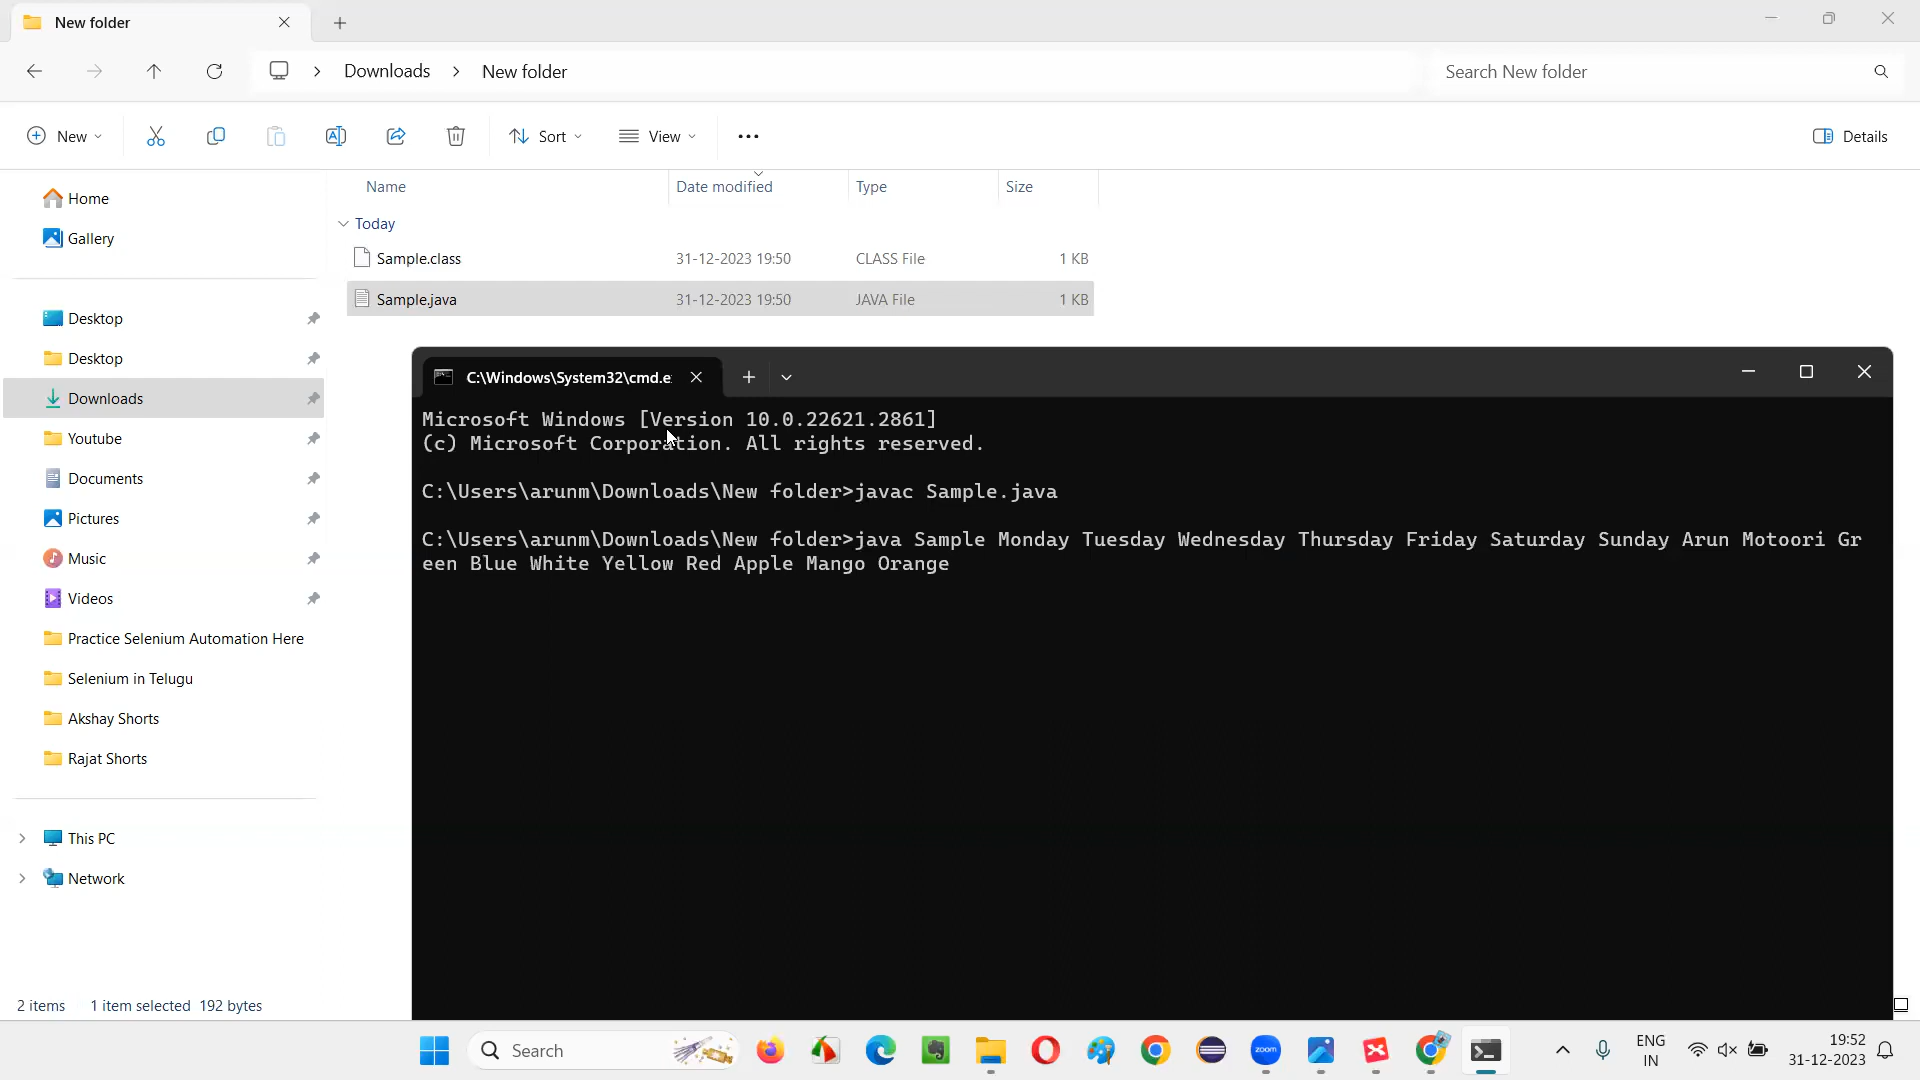 New folder
Downloads > New folder
Search New folder
New
Sort
View
Details
Home
Gallery
Desktop
Desktop
Downloads
Youtube
Documents
Pictures
Music
Videos
Practice Selenium Automation Here
Selenium in Telugu
Akshay Shorts
Rajat Shorts
This PC
Network
Name Date modified Type Size
Today
Sample.class 31-12-2023 19:50 CLASS File 1 KB
Sample.java 31-12-2023 19:50 JAVA File 1 KB
C:\Windows\System32\cmd.e
Microsoft Windows [Version 10.0.22621.2861]
(c) Microsoft Corporation. All rights reserved.
C:\Users\arunm\Downloads\New folder>javac Sample.java
C:\Users\arunm\Downloads\New folder>java Sample Monday Tuesday Wednesday Thursday Friday Saturday Sunday Arun Motoori Gr
een Blue White Yellow Red Apple Mango Orange
2 items 1 item selected 192 bytes
Search
zoom
ENG
IN
19:52
31-12-2023